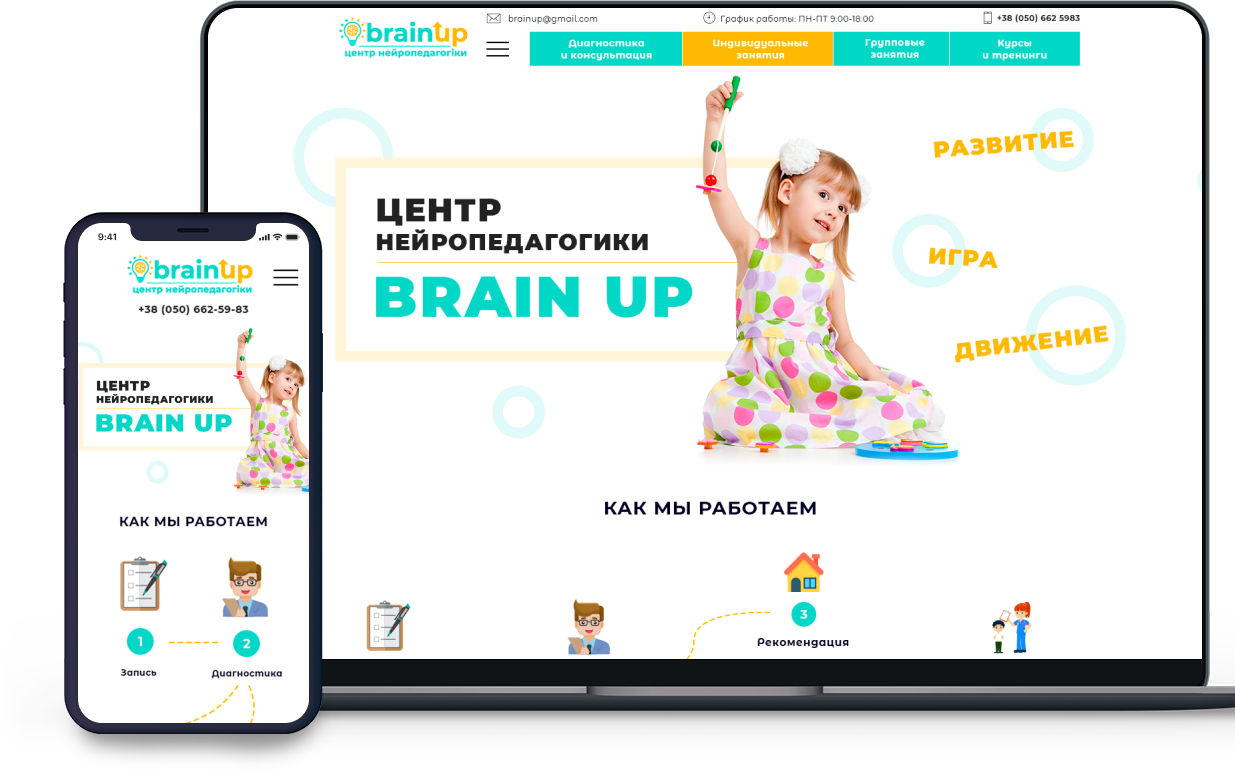 brainup@gmail.com
График работы: ПН-ПТ 9:00-18:00
+38 (050) 662 5983
brainup
центр нейропедагогіки
Диагностика
и консультация
Индивидуальные
занятия
Групповые
занятия
Курсы
и тренинги
РАЗВИТИЕ
ЦЕНТР
НЕЙРОПЕДАГОГИКИ
BRAIN UP
ИГРА
ДВИЖЕНИЕ
КАК МЫ РАБОТАЕМ
3
Рекомендация
9:41
brainup
центр нейропедагогіки
+38 (050) 662-59-83
ЦЕНТР
НЕЙРОПЕДАГОГИКИ
BRAIN UP
КАК МЫ РАБОТАЕМ
1
2
Запись
Диагностика